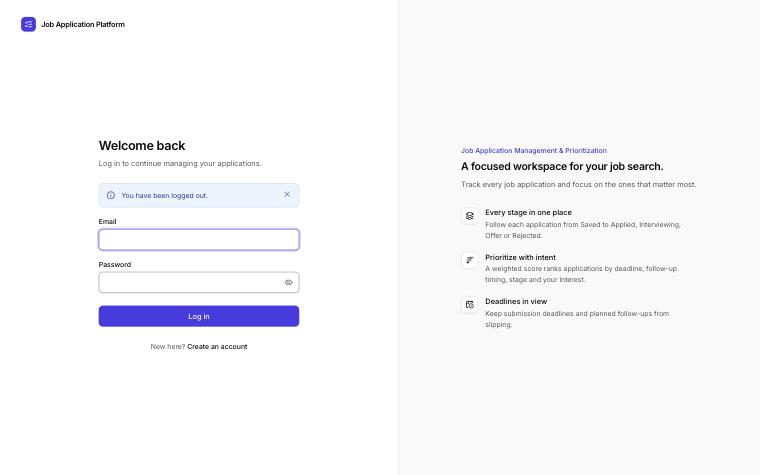 Job Application Platform
Welcome back
Log in to continue managing your applications.
You have been logged out.
Email
Password
Log in
New here? Create an account
Job Application Management & Prioritization
A focused workspace for your job search.
Track every job application and focus on the ones that matter most.
Every stage in one place
Follow each application from Saved to Applied, Interviewing,
Offer or Rejected.
Prioritize with intent
A weighted score ranks applications by deadline, follow-up
timing, stage and your interest.
Deadlines in view
Keep submission deadlines and planned follow-ups from
slipping.